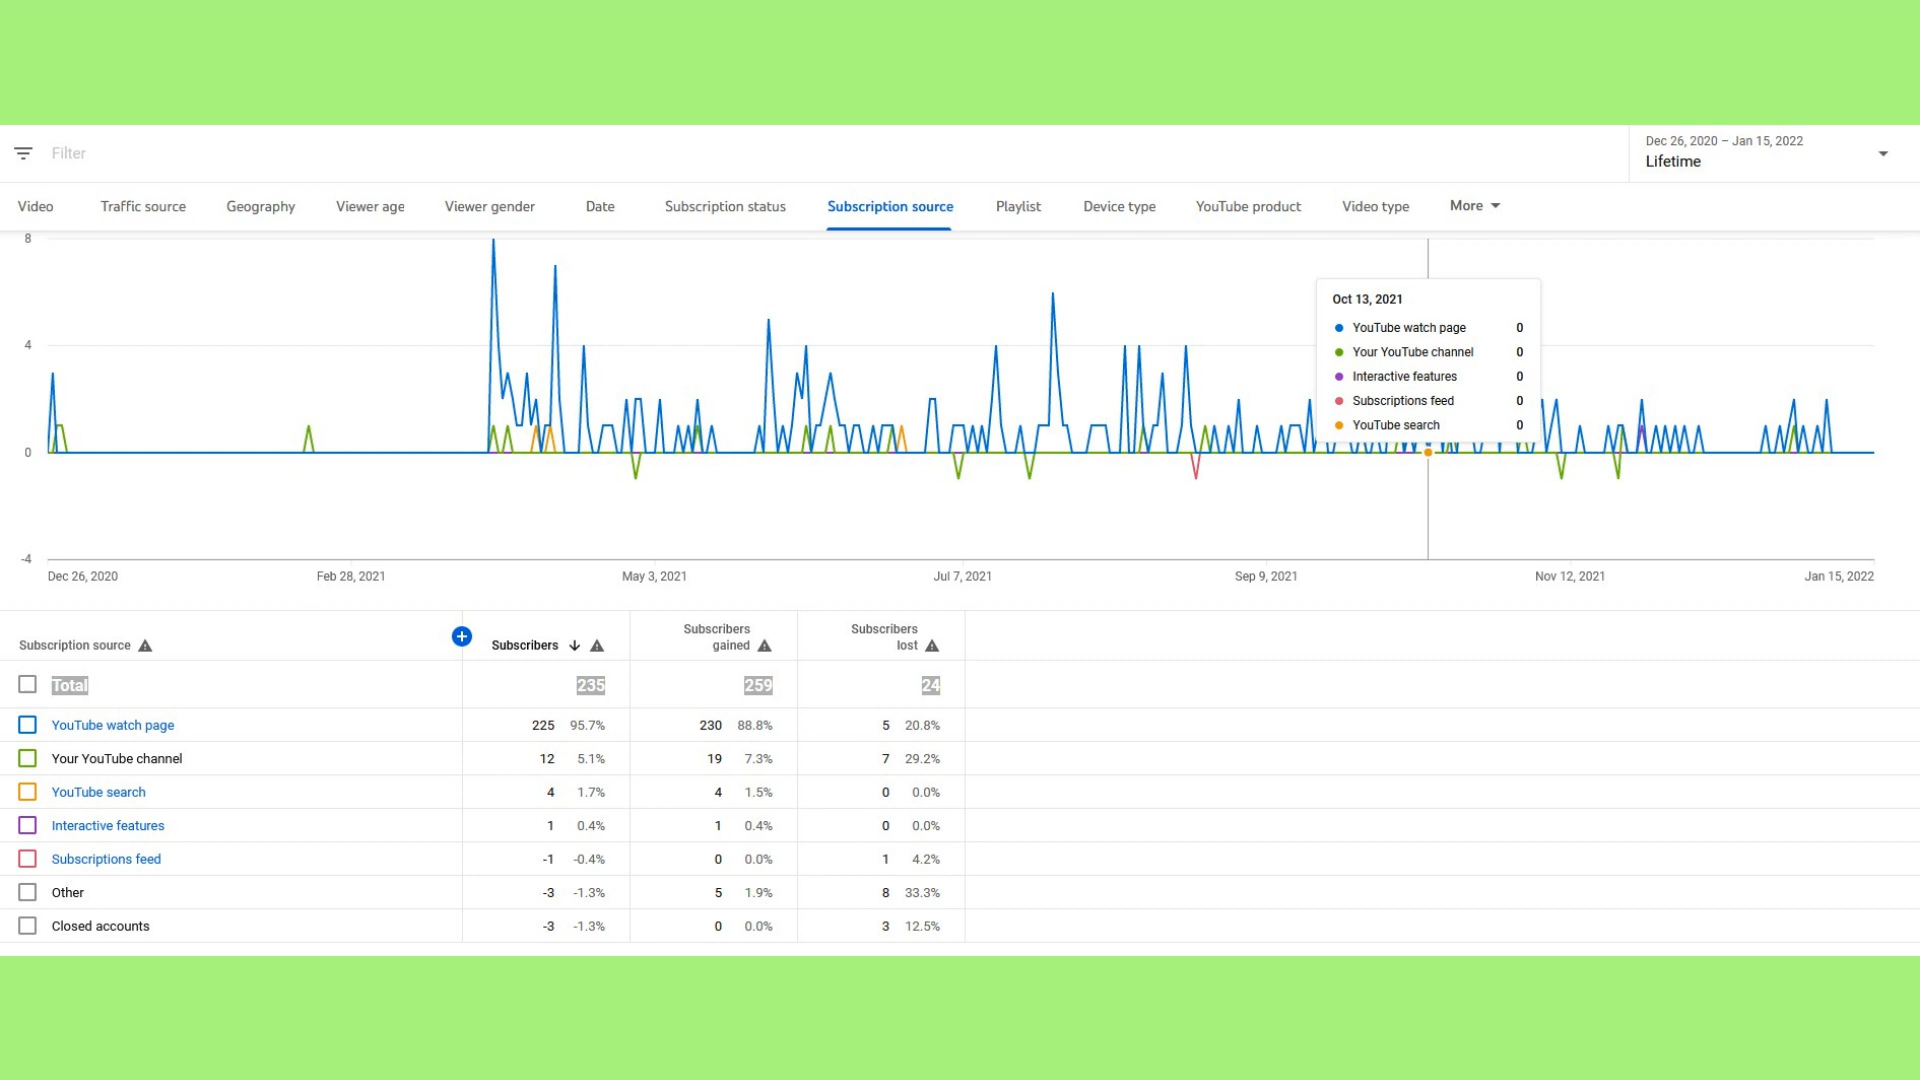 Filter
Dec 26, 2020 – Jan 15, 2022
Lifetime
Video Traffic source Geography Viewer age Viewer gender Date Subscription status Subscription source Playlist Device type YouTube product Video type More
8
4
0
-4
Oct 13, 2021
YouTube watch page 0
Your YouTube channel 0
Interactive features 0
Subscriptions feed 0
YouTube search 0
Dec 26, 2020 Feb 28, 2021 May 3, 2021 Jul 7, 2021 Sep 9, 2021 Nov 12, 2021 Jan 15, 2022
Subscription source Subscribers Subscribers gained Subscribers lost
Total 235 259 24
YouTube watch page 225 95.7% 230 88.8% 5 20.8%
Your YouTube channel 12 5.1% 19 7.3% 7 29.2%
YouTube search 4 1.7% 4 1.5% 0 0.0%
Interactive features 1 0.4% 1 0.4% 0 0.0%
Subscriptions feed -1 -0.4% 0 0.0% 1 4.2%
Other -3 -1.3% 5 1.9% 8 33.3%
Closed accounts -3 -1.3% 0 0.0% 3 12.5%